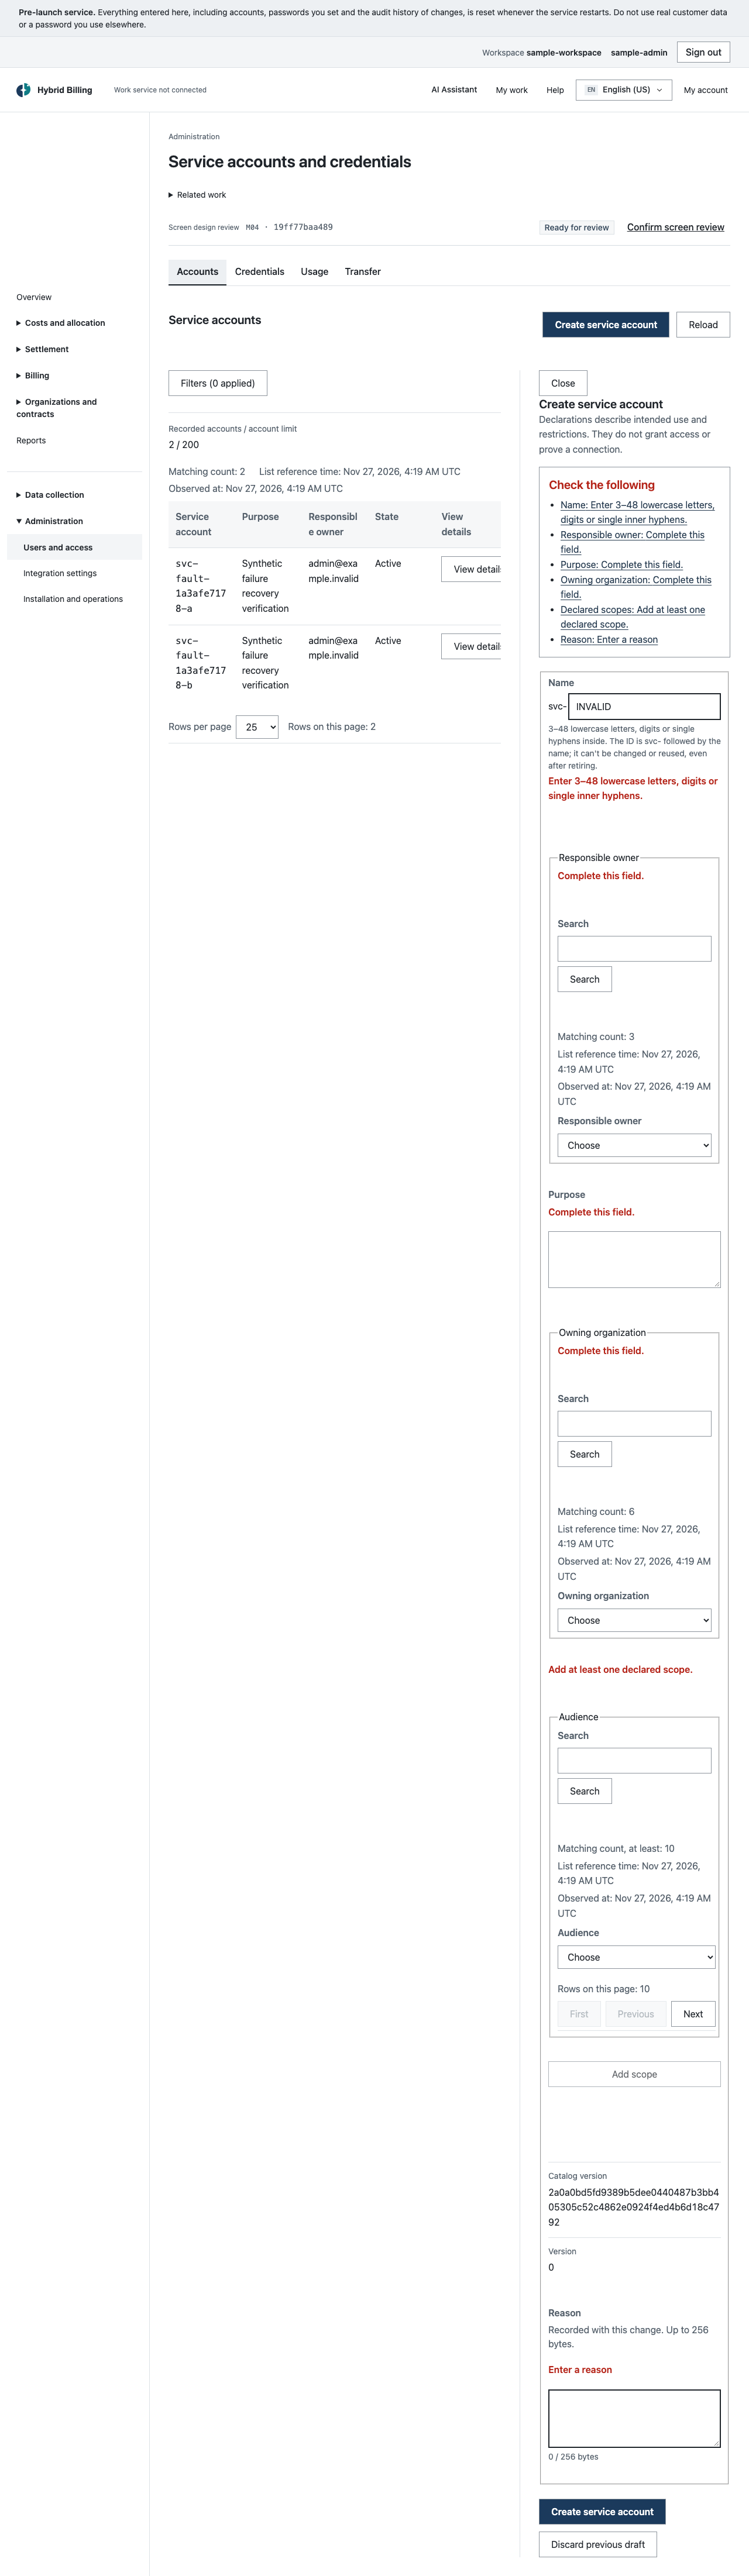 Pre-launch service. Everything entered here, including accounts, passwords you set and the audit history of changes, is reset whenever the service restarts. Do not use real customer data
or a password you use elsewhere.
Workspace sample-workspace sample-admin Sign out
Hybrid Billing Work service not connected AI Assistant My work Help EN English (US) My account
Administration
Service accounts and credentials
Related work
Screen design review M04 · 19ff77baa489 Ready for review Confirm screen review
Accounts Credentials Usage Transfer
Overview
Costs and allocation
Settlement
Billing
Organizations and
contracts
Reports
Data collection
Administration
Users and access
Integration settings
Installation and operations
Service accounts Create service account Reload
Filters (0 applied)
Recorded accounts / account limit
2 / 200
Matching count: 2 List reference time: Nov 27, 2026, 4:19 AM UTC
Observed at: Nov 27, 2026, 4:19 AM UTC
Service
account
Purpose
Responsibl
e owner
State
View
details
svc-
fault-
1a3afe717
8-a
Synthetic
failure
recovery
verification
admin@exa
mple.invalid
Active
View detail
svc-
fault-
1a3afe717
8-b
Synthetic
failure
recovery
verification
admin@exa
mple.invalid
Active
View detail
Rows per page 25 Rows on this page: 2
Close
Create service account
Declarations describe intended use and
restrictions. They do not grant access or
prove a connection.
Check the following
Name: Enter 3–48 lowercase letters,
digits or single inner hyphens.
Responsible owner: Complete this
field.
Purpose: Complete this field.
Owning organization: Complete this
field.
Declared scopes: Add at least one
declared scope.
Reason: Enter a reason
Name
svc- INVALID
3–48 lowercase letters, digits or single
hyphens inside. The ID is svc- followed by the
name; it can't be changed or reused, even
after retiring.
Enter 3–48 lowercase letters, digits or
single inner hyphens.
Responsible owner
Complete this field.
Search
Search
Matching count: 3
List reference time: Nov 27, 2026,
4:19 AM UTC
Observed at: Nov 27, 2026, 4:19 AM
UTC
Responsible owner
Choose
Purpose
Complete this field.
Owning organization
Complete this field.
Search
Search
Matching count: 6
List reference time: Nov 27, 2026,
4:19 AM UTC
Observed at: Nov 27, 2026, 4:19 AM
UTC
Owning organization
Choose
Add at least one declared scope.
Audience
Search
Search
Matching count, at least: 10
List reference time: Nov 27, 2026,
4:19 AM UTC
Observed at: Nov 27, 2026, 4:19 AM
UTC
Audience
Choose
Rows on this page: 10
First Previous Next
Add scope
Catalog version
2a0a0bd5fd9389b5dee0440487b3bb4
05305c52c4862e0924f4ed4b6d18c47
92
Version
0
Reason
Recorded with this change. Up to 256
bytes.
Enter a reason
0 / 256 bytes
Create service account
Discard previous draft